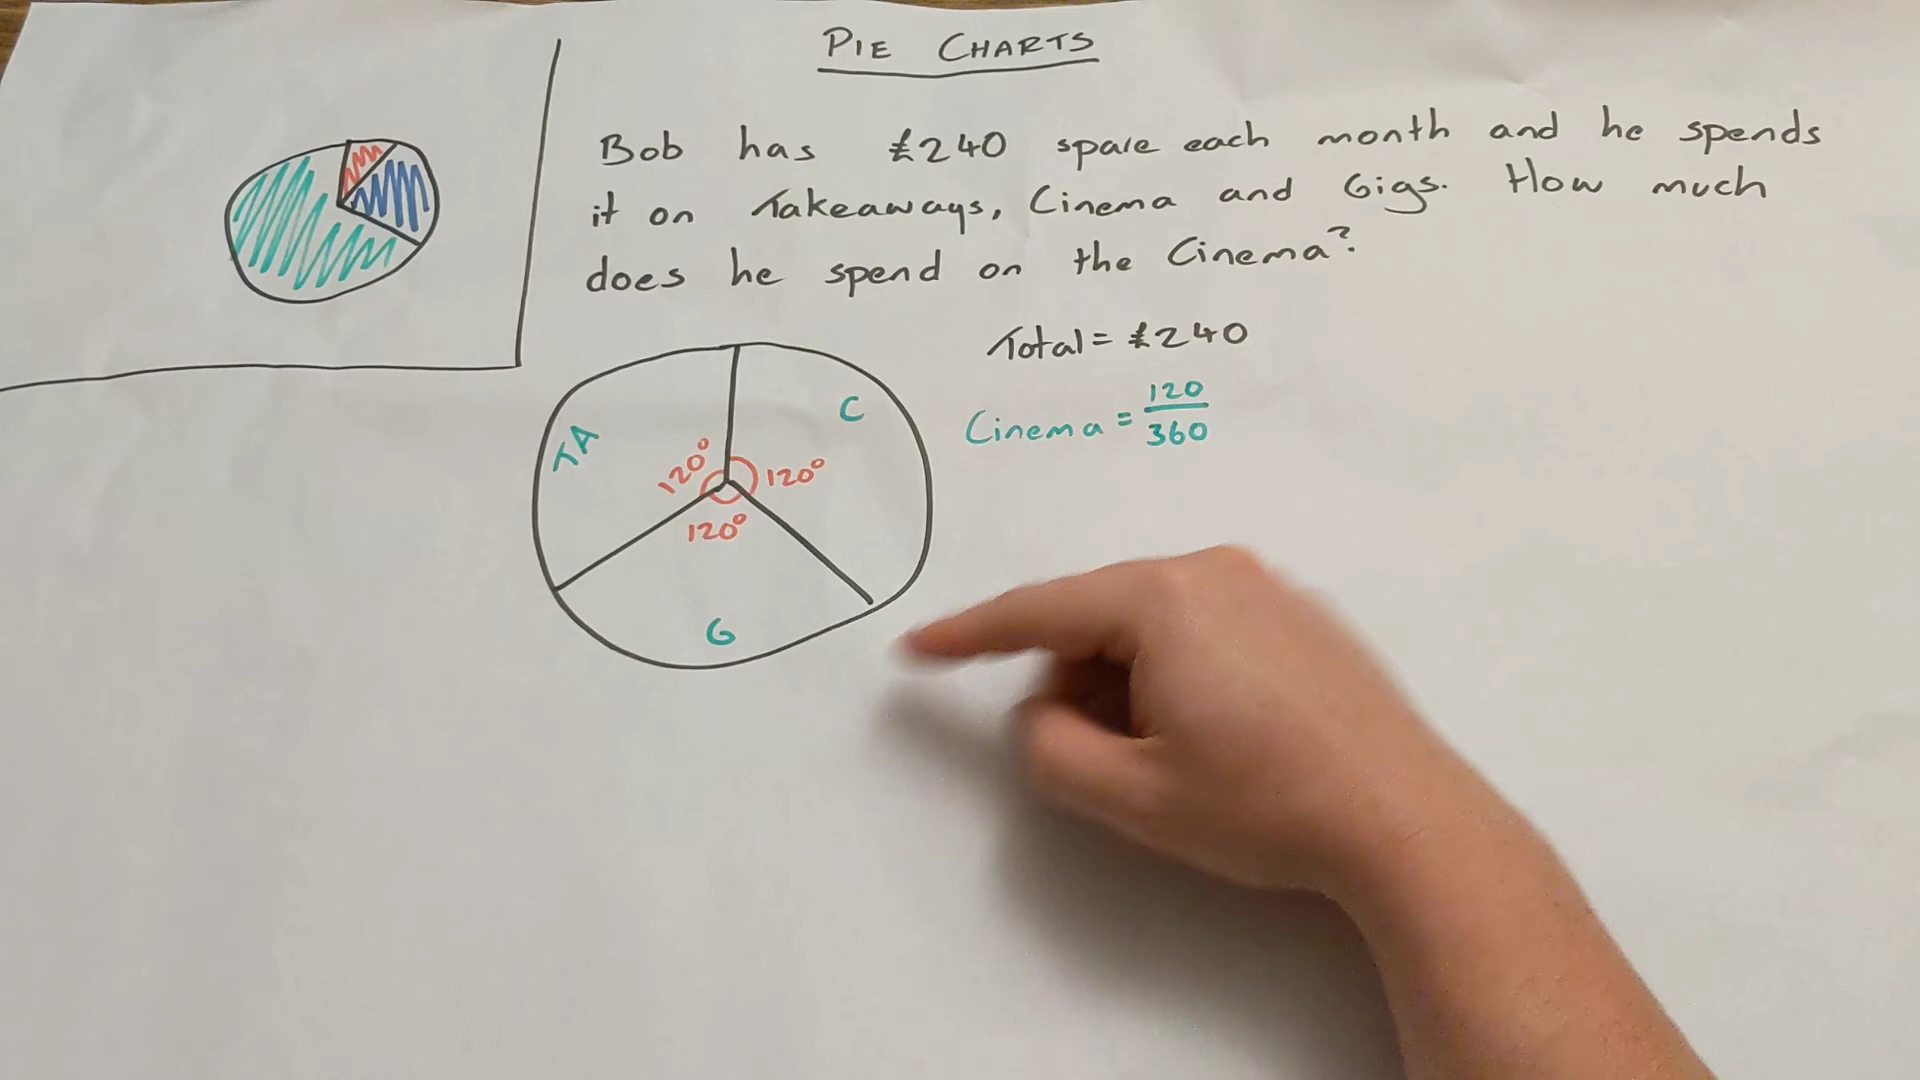 PIE CHARTS
Bob has £240 spare each month and he spends
it on Takeaways, Cinema and Gigs. How much
does he spend on the Cinema?
Total = £240
Cinema = 120/360
TA
C
120°
120°
120°
G